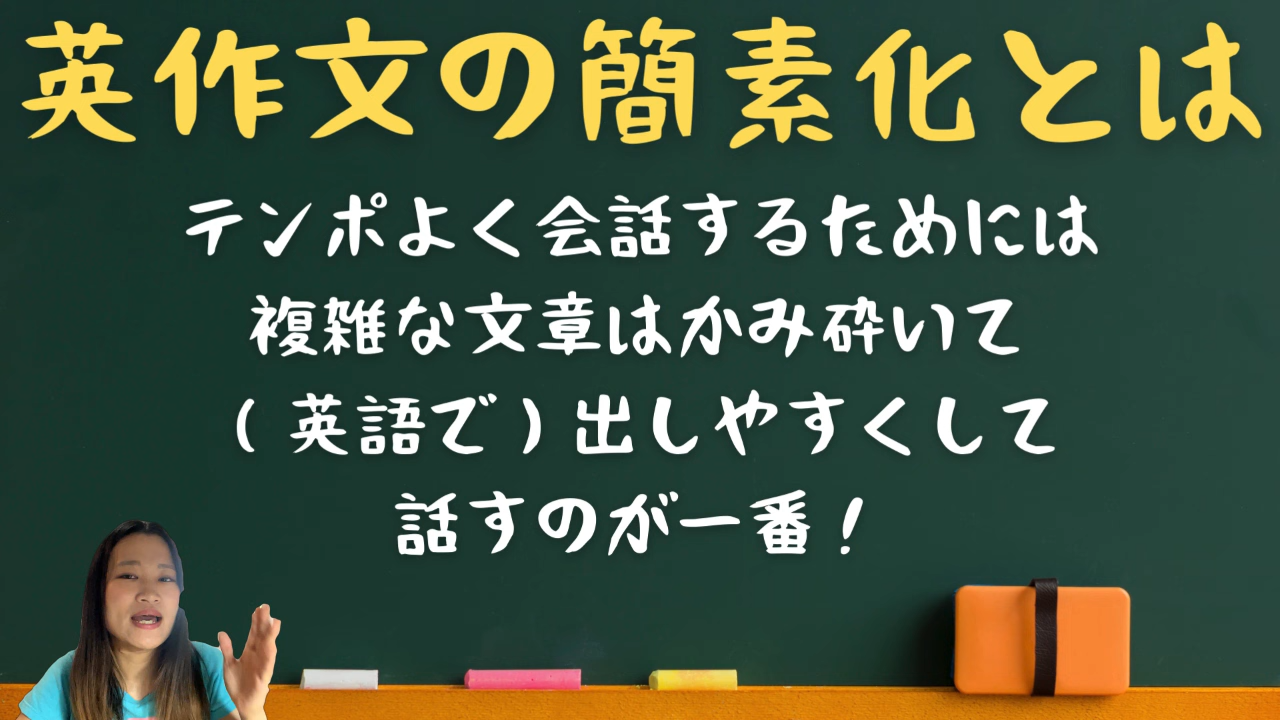 英作文の簡素化とは
テンポよく会話するためには
複雑な文章はかみ砕いて
(英語で)出しやすくして
話すのが一番!